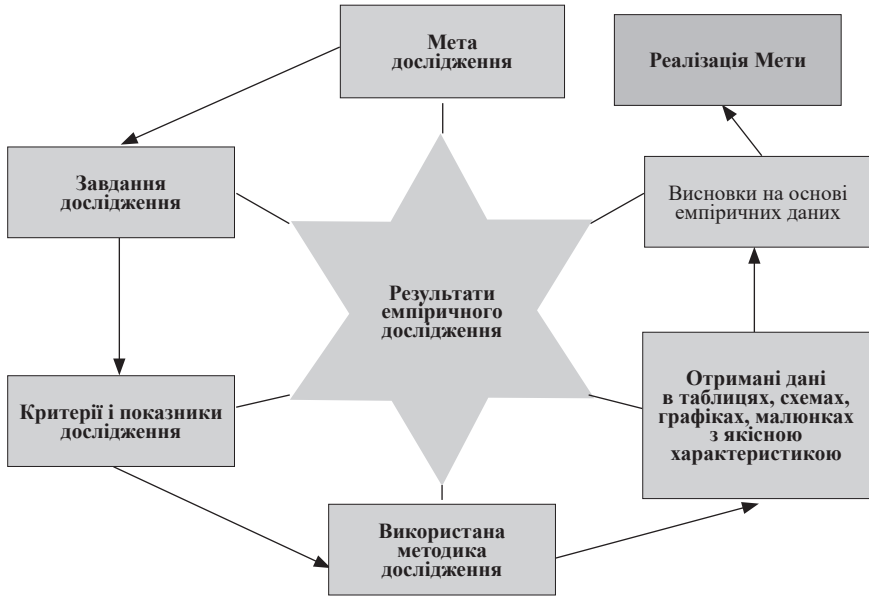 Мета
дослідження
Реалізація Мети
Завдання
дослідження
Висновки на основі
емпіричних даних
Результати
емпіричного
дослідження
Критерії і показники
дослідження
Отримані дані
в таблицях, схемах,
графіках, малюнках
з якісною
характеристикою
Використана
методика
дослідження